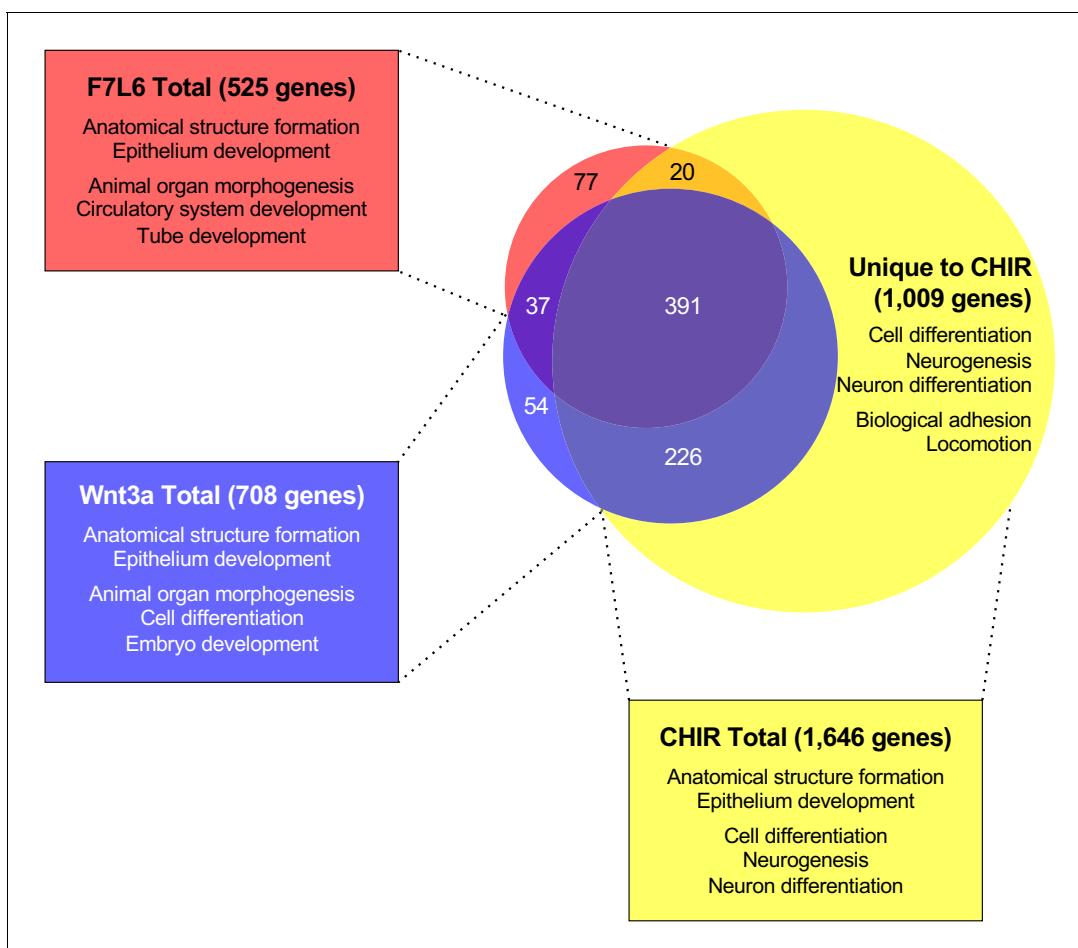 F7L6 Total (525 genes)
Anatomical structure formation
Epithelium development
Animal organ morphogenesis
Circulatory system development
Tube development
77
20
37
391
54
226
Unique to CHIR
(1,009 genes)
Cell differentiation
Neurogenesis
Neuron differentiation
Biological adhesion
Locomotion
Wnt3a Total (708 genes)
Anatomical structure formation
Epithelium development
Animal organ morphogenesis
Cell differentiation
Embryo development
CHIR Total (1,646 genes)
Anatomical structure formation
Epithelium development
Cell differentiation
Neurogenesis
Neuron differentiation